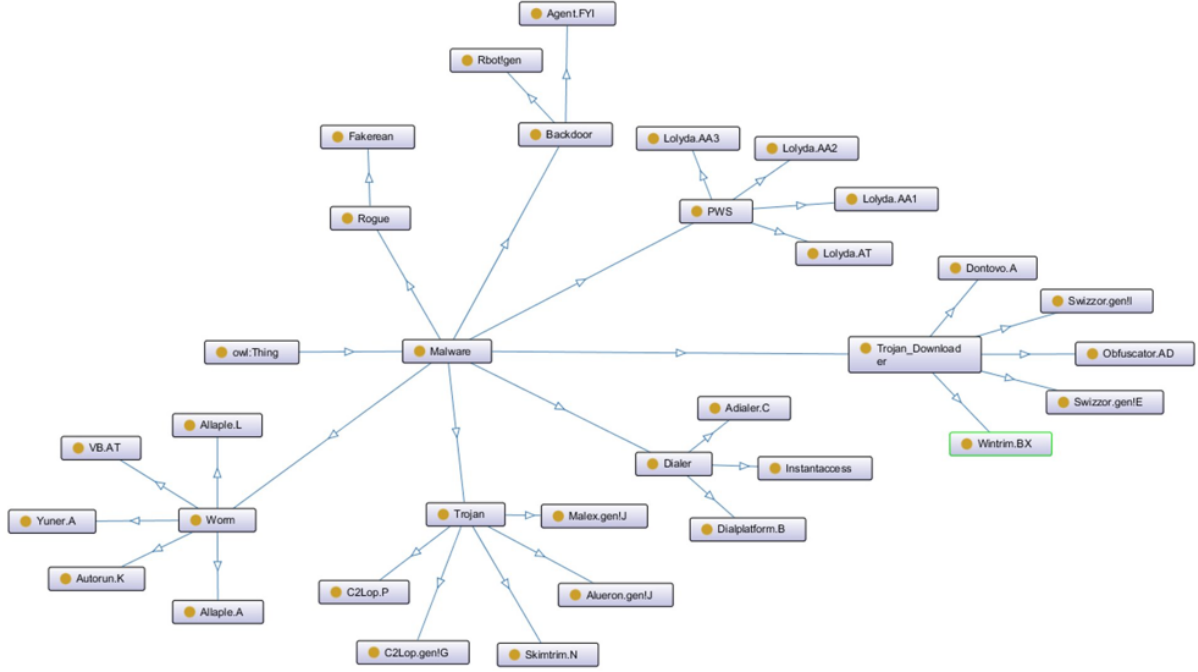 Agent.FYI
Rbot!gen
Backdoor
Fakerean
Lolyda.AA3
Lolyda.AA2
Lolyda.AA1
PWS
Rogue
Lolyda.AT
Dontovo.A
Swizzor.gen!I
owl:Thing
Malware
Trojan_Download
er
Obfuscator.AD
Swizzor.gen!E
Adialer.C
Allaple.L
Wintrim.BX
VB.AT
Dialer
Instantaccess
Yuner.A
Worm
Trojan
Malex.gen!J
Dialplatform.B
Autorun.K
C2Lop.P
Alueron.gen!J
Allaple.A
C2Lop.gen!G
Skimtrim.N